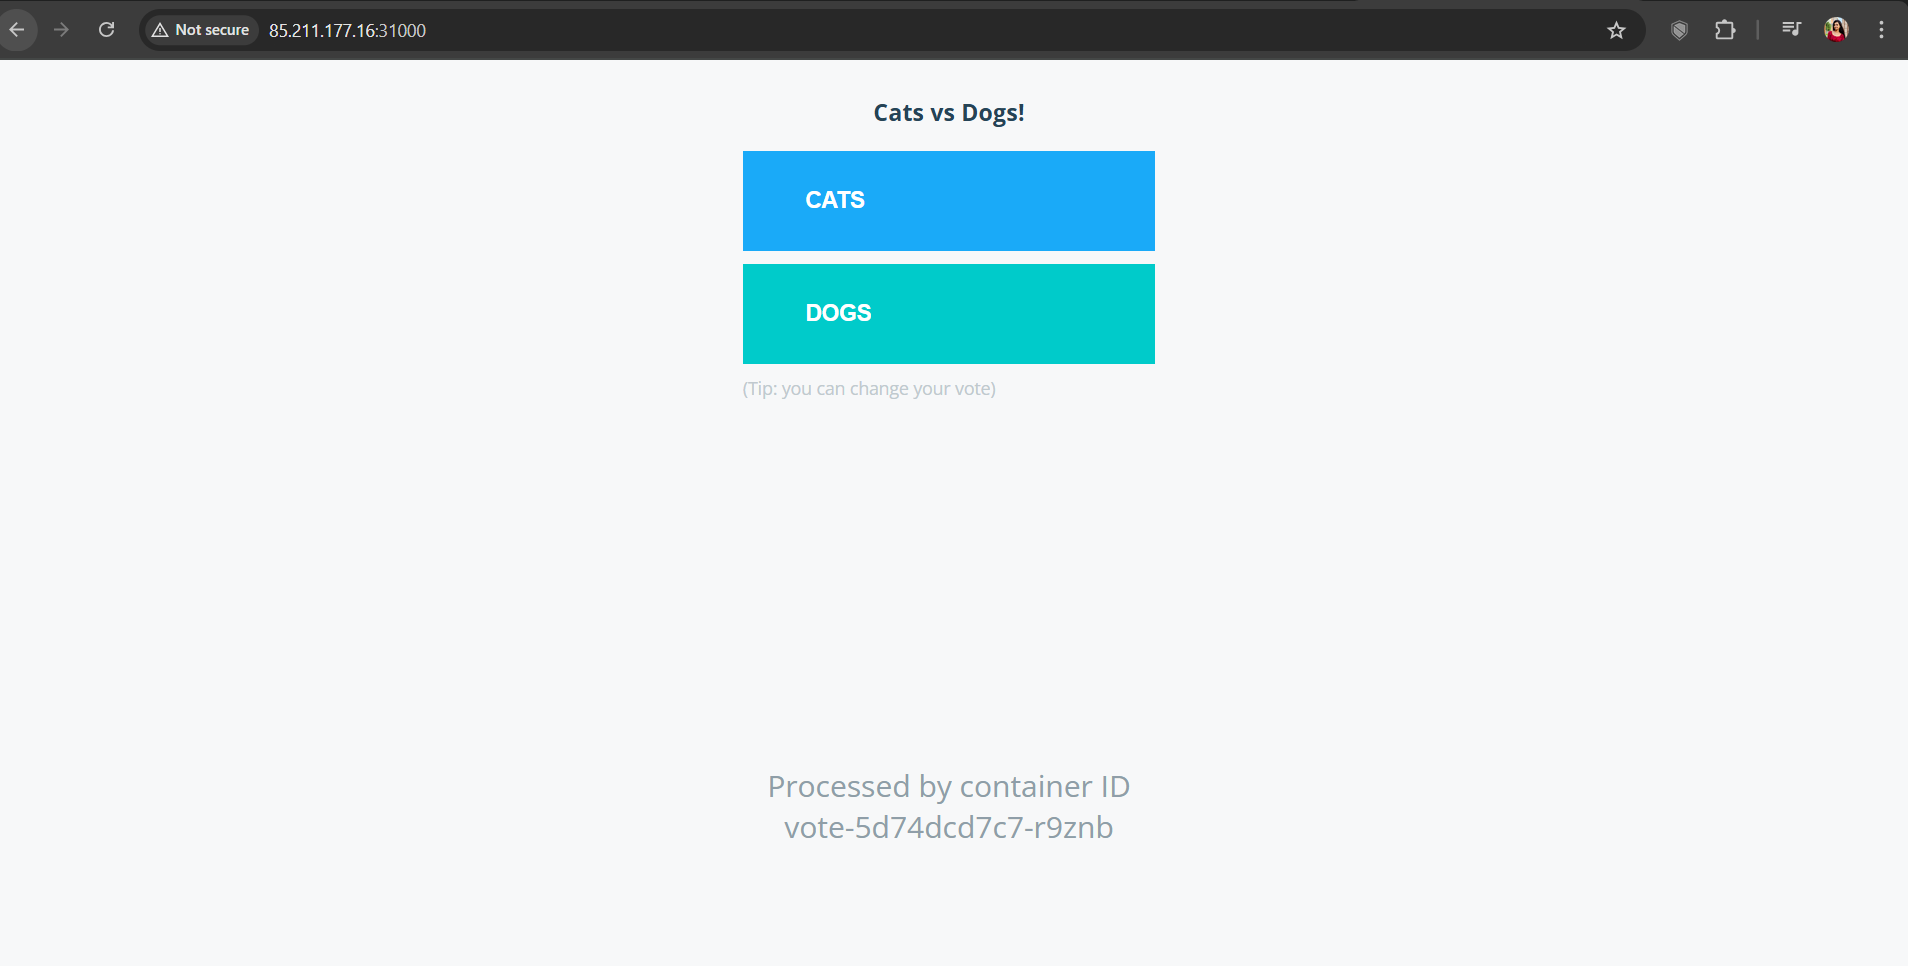 Not secure 85.211.177.16:31000
Cats vs Dogs!
CATS
DOGS
(Tip: you can change your vote)
Processed by container ID
vote-5d74dcd7c7-r9znb